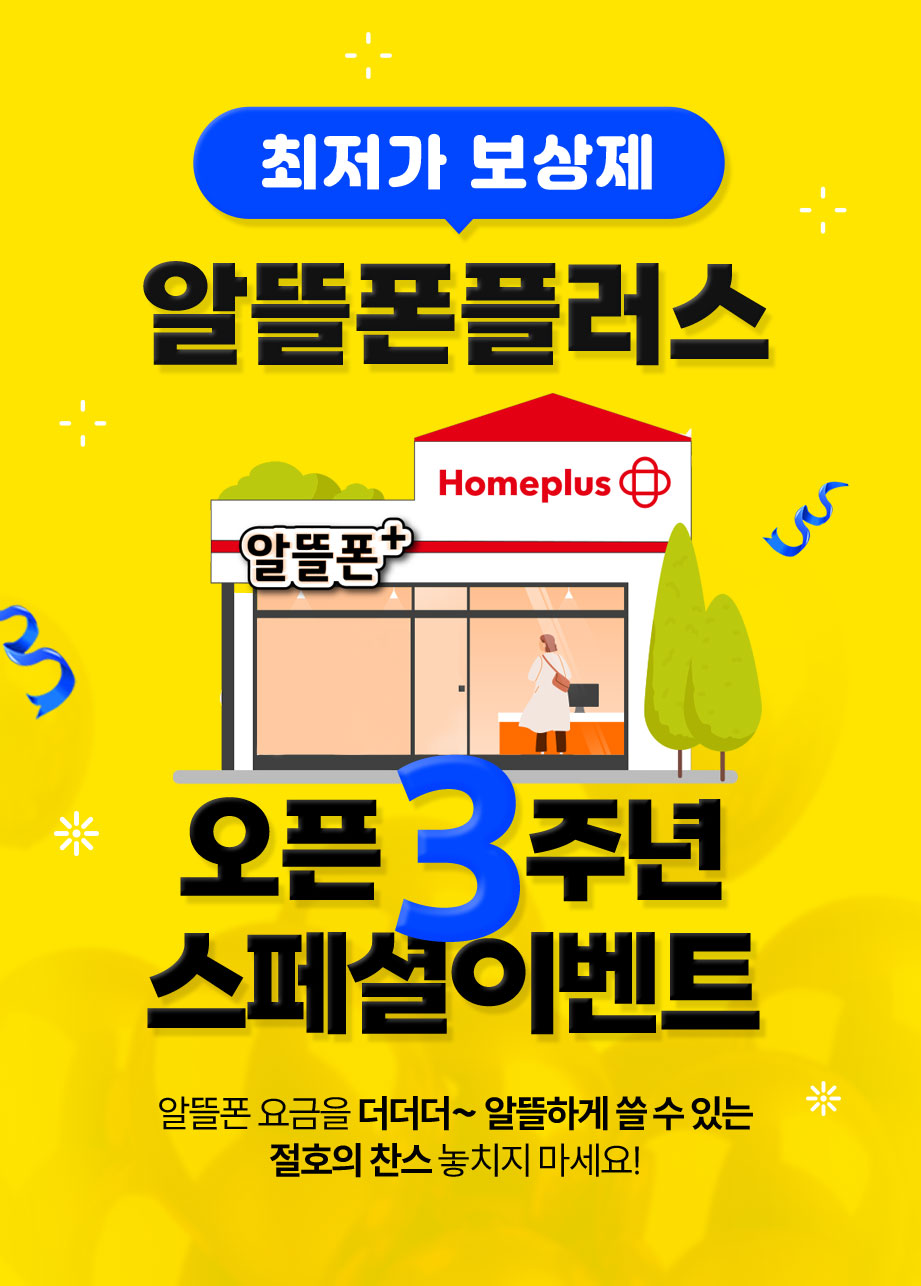 최저가 보상제
알뜰폰플러스
Homeplus
알뜰폰+
오픈 3주년
스페셜이벤트
알뜰폰 요금을 더더더~ 알뜰하게 쓸 수 있는
절호의 찬스 놓치지 마세요!